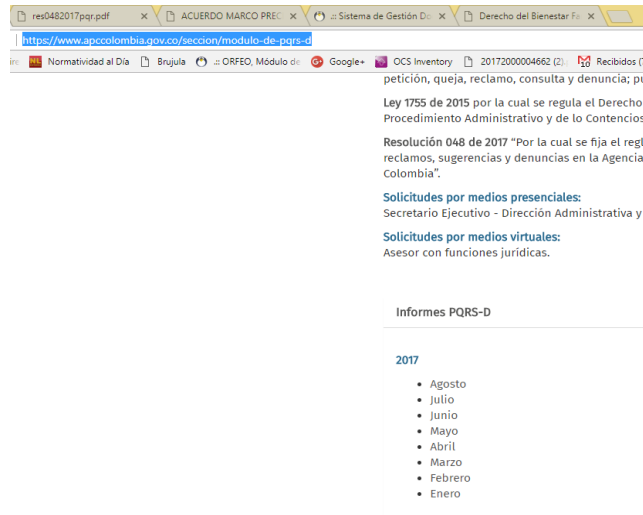 res0482017pqr.pdf ACUERDO MARCO PREC .:: Sistema de Gestión Do Derecho del Bienestar Fa
https://www.apccolombia.gov.co/seccion/modulo-de-pqrs-d
Normatividad al Día Brujula .:: ORFEO, Módulo de Google+ OCS Inventory 20172000004662 (2). Recibidos (
petición, queja, reclamo, consulta y denuncia; pu
Ley 1755 de 2015 por la cual se regula el Derecho
Procedimiento Administrativo y de lo Contencios
Resolución 048 de 2017 “Por la cual se fija el regl
reclamos, sugerencias y denuncias en la Agencia
Colombia”.
Solicitudes por medios presenciales:
Secretario Ejecutivo - Dirección Administrativa y
Solicitudes por medios virtuales:
Asesor con funciones jurídicas.
Informes PQRS-D
2017
Agosto
Julio
Junio
Mayo
Abril
Marzo
Febrero
Enero